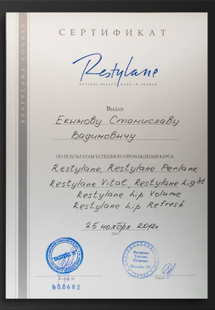 СЕРТИФИКАТ
Restylane
Выдан
Екимову Станиславу
Вадимовичу
ПО РЕЗУЛЬТАТАМ УСПЕШНОГО ПРОХОЖДЕНИЯ КУРСА
Restylane, Restylane Perlane
Restylane Vital, Restylane Light
Restylane Lip Volume
Restylane Lip Refresh
25 ноября 2012г